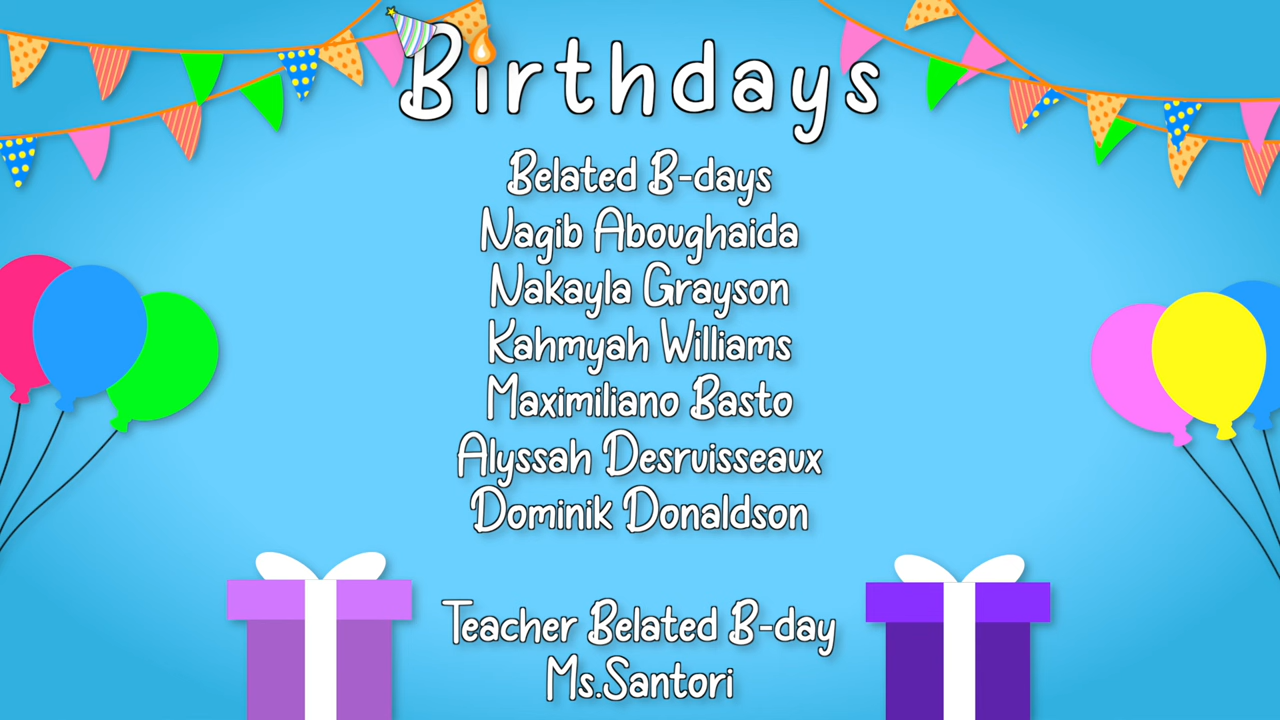 Birthdays
Belated B-days
Nagib Aboughaida
Nakayla Grayson
Kahmyah Williams
Maximiliano Basto
Alyssah Desruisseaux
Dominik Donaldson
Teacher Belated B-day
Ms.Santori